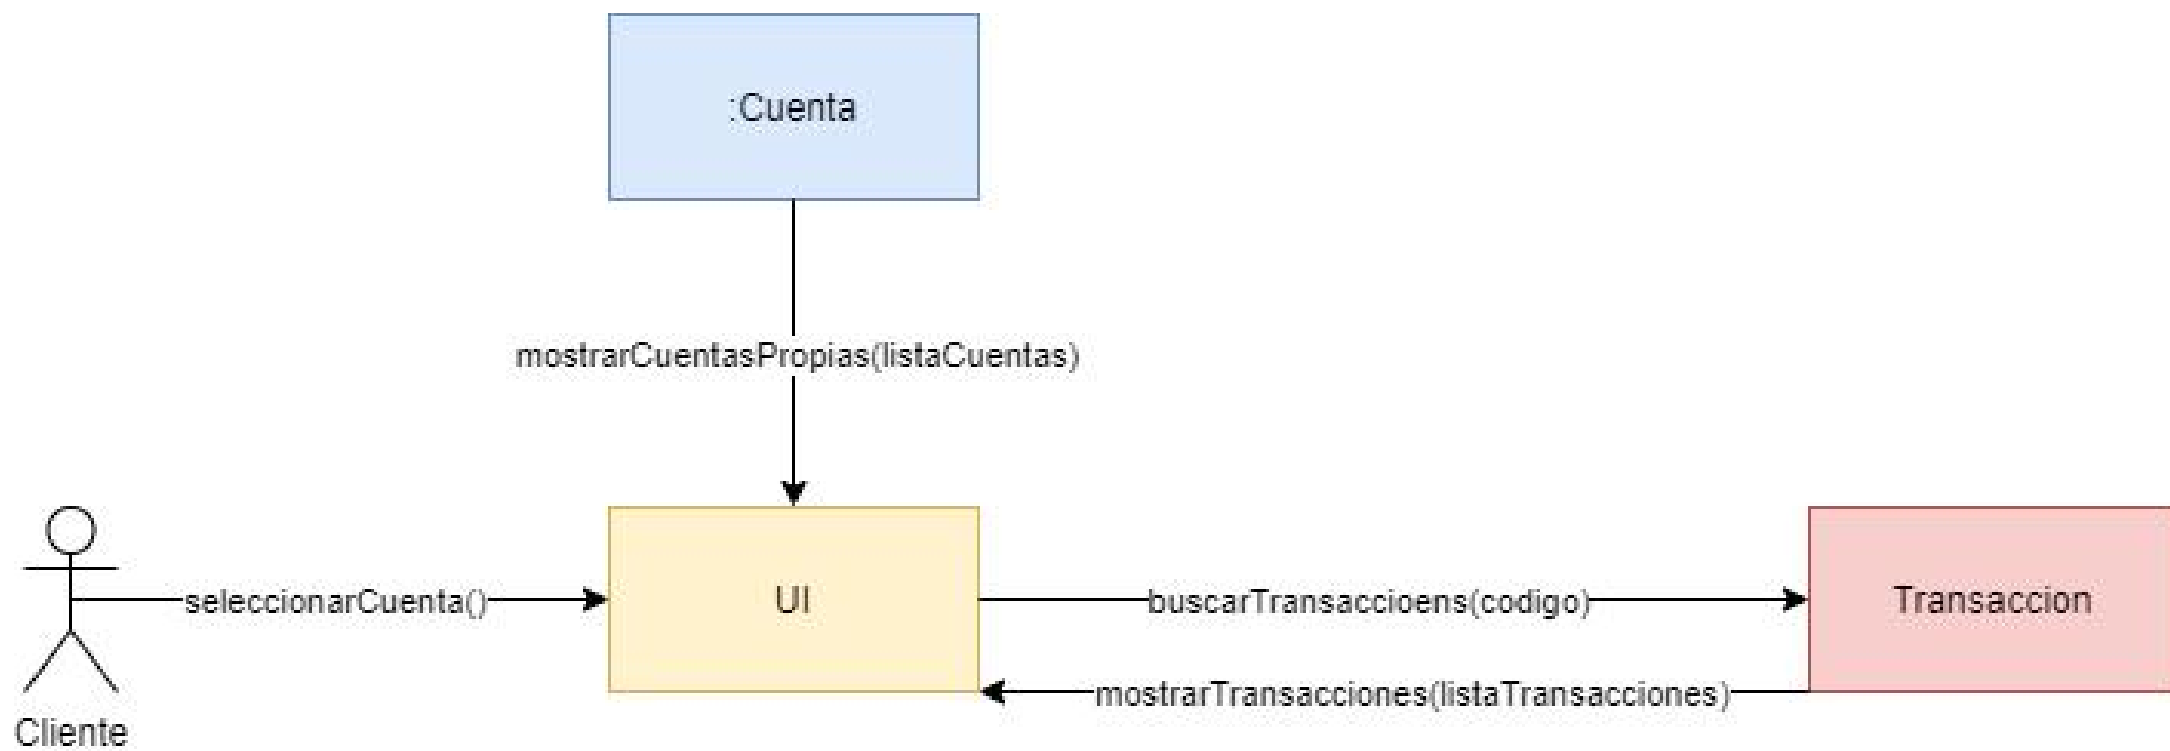 :Cuenta
mostrarCuentasPropias(listaCuentas)
seleccionarCuenta()
UI
buscarTransaccioens(codigo)
Transaccion
mostrarTransacciones(listaTransacciones)
Cliente